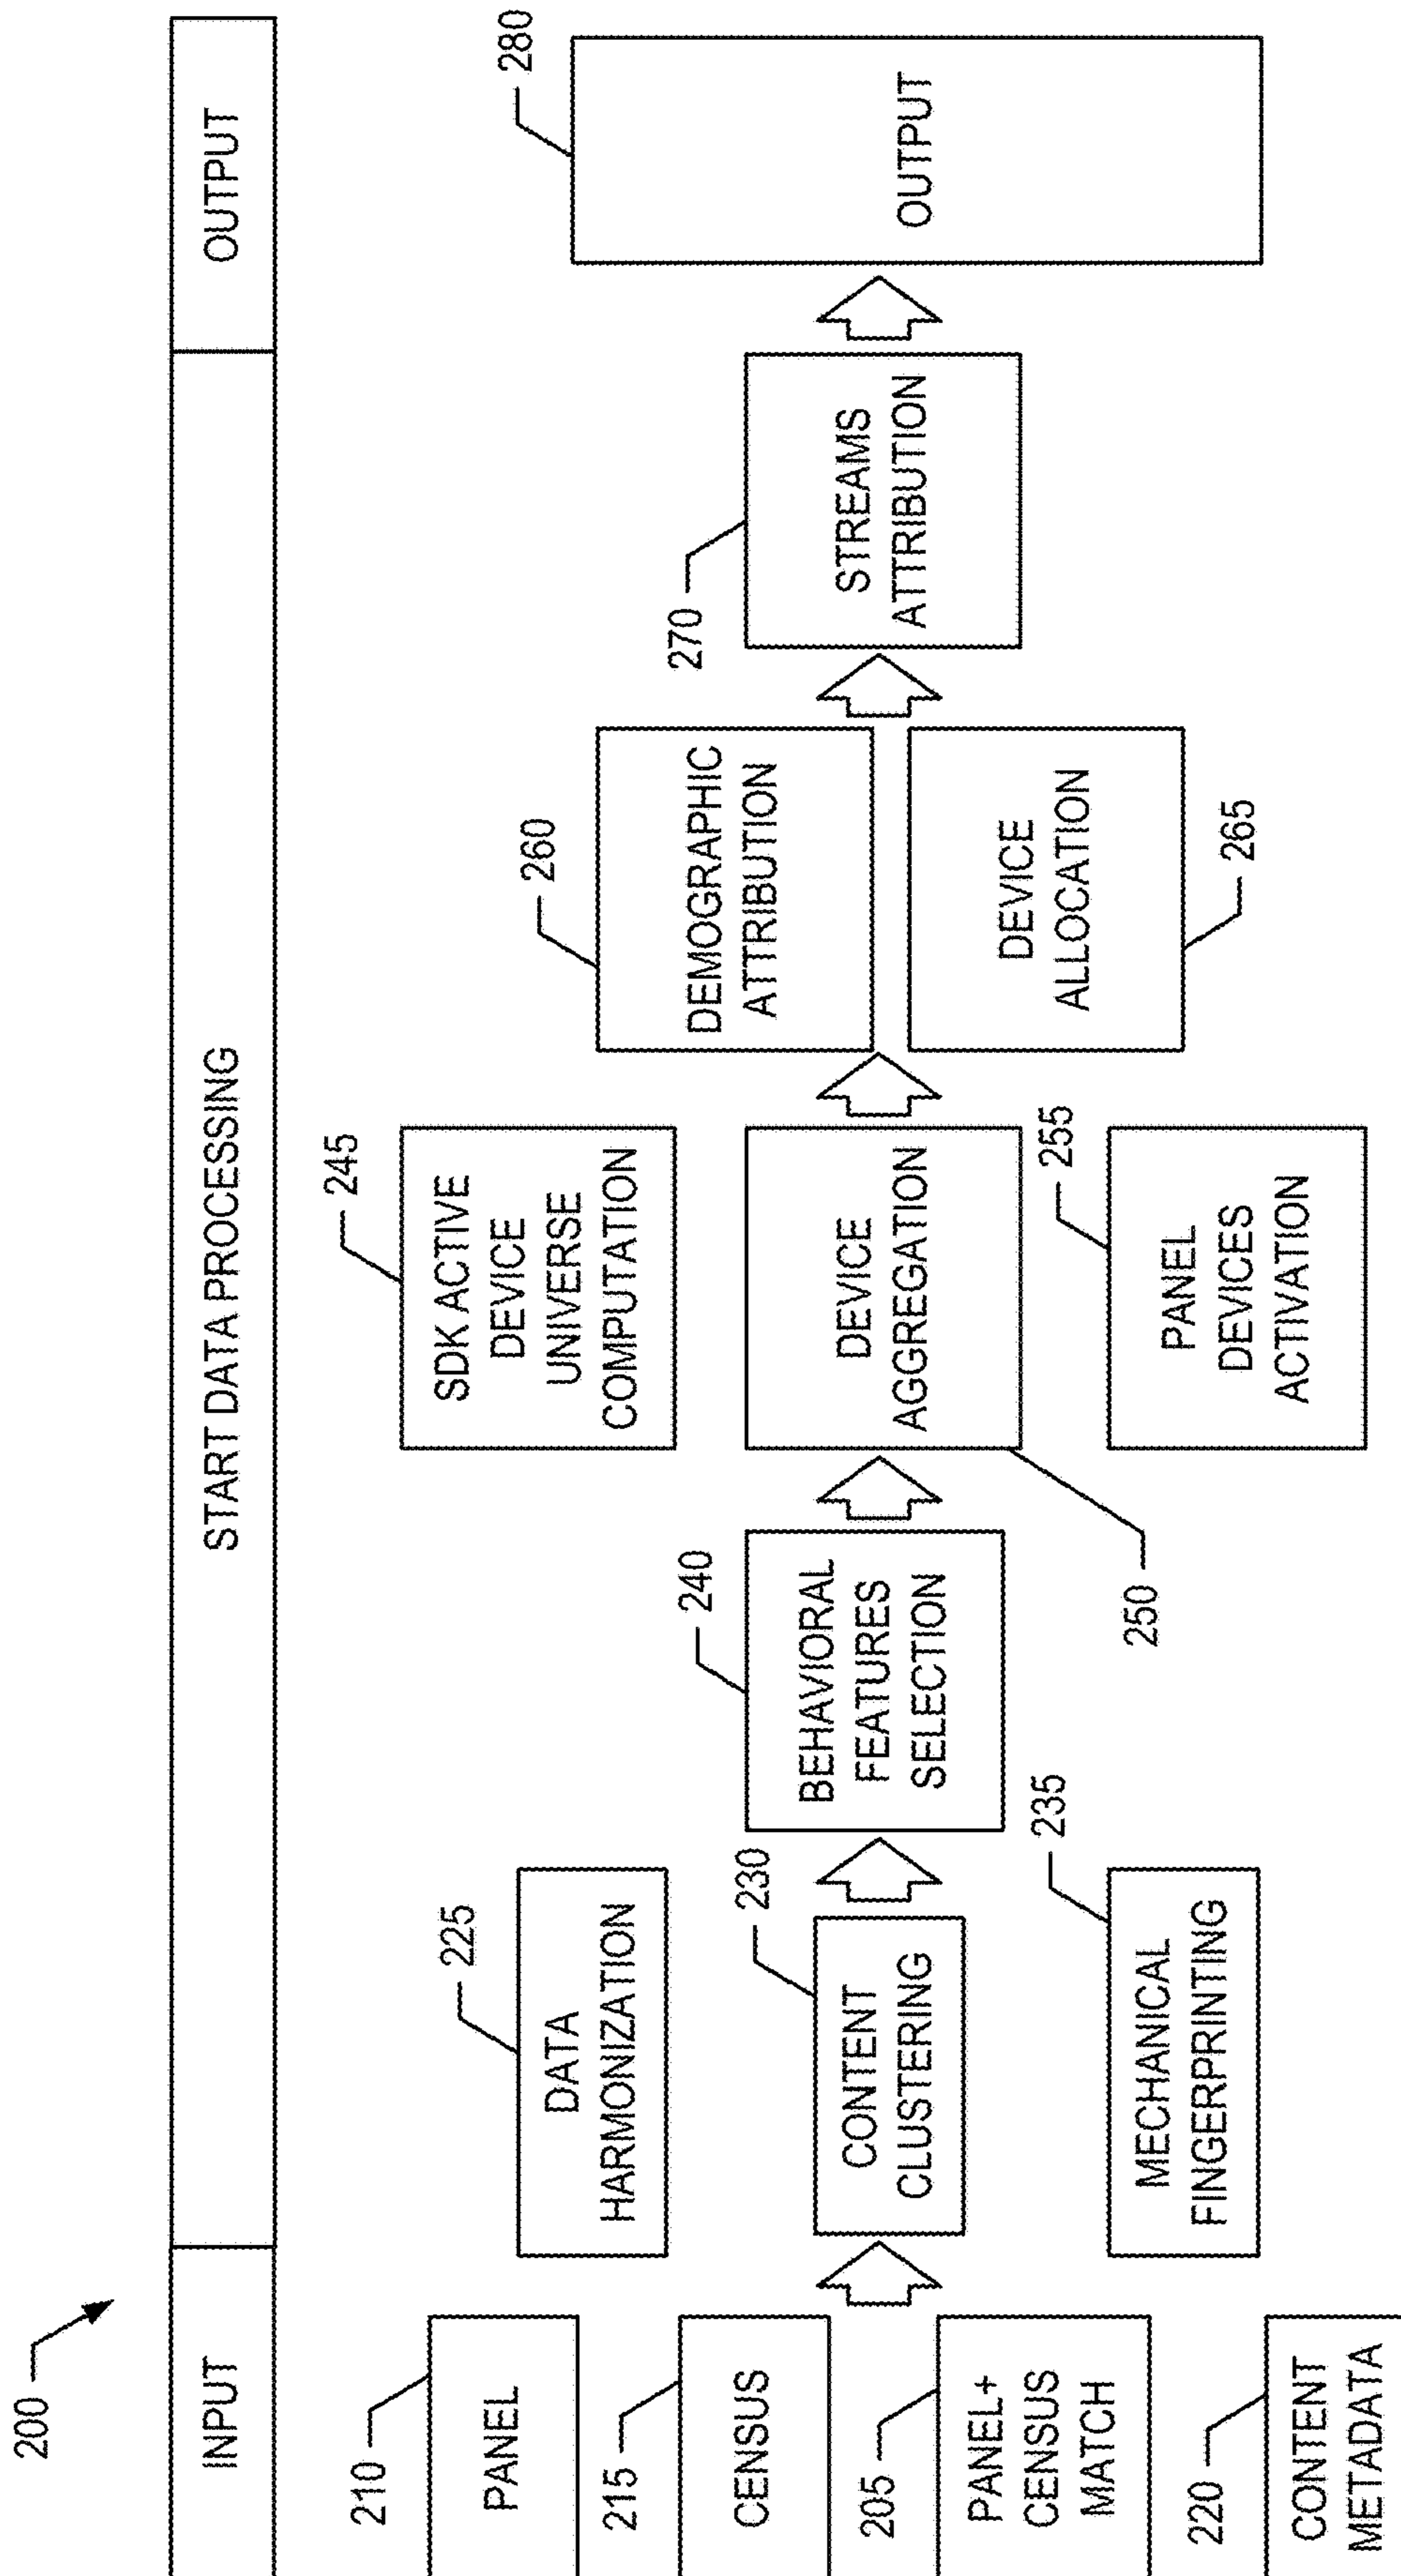 200
INPUT
START DATA PROCESSING
OUTPUT
210
PANEL
215
CENSUS
205
PANEL+
CENSUS
MATCH
220
CONTENT
METADATA
225
DATA
HARMONIZATION
230
CONTENT
CLUSTERING
235
MECHANICAL
FINGERPRINTING
240
BEHAVIORAL
FEATURES
SELECTION
245
SDK ACTIVE
DEVICE
UNIVERSE
COMPUTATION
DEVICE
AGGREGATION
250
255
PANEL
DEVICES
ACTIVATION
260
DEMOGRAPHIC
ATTRIBUTION
DEVICE
ALLOCATION
265
270
STREAMS
ATTRIBUTION
280
OUTPUT